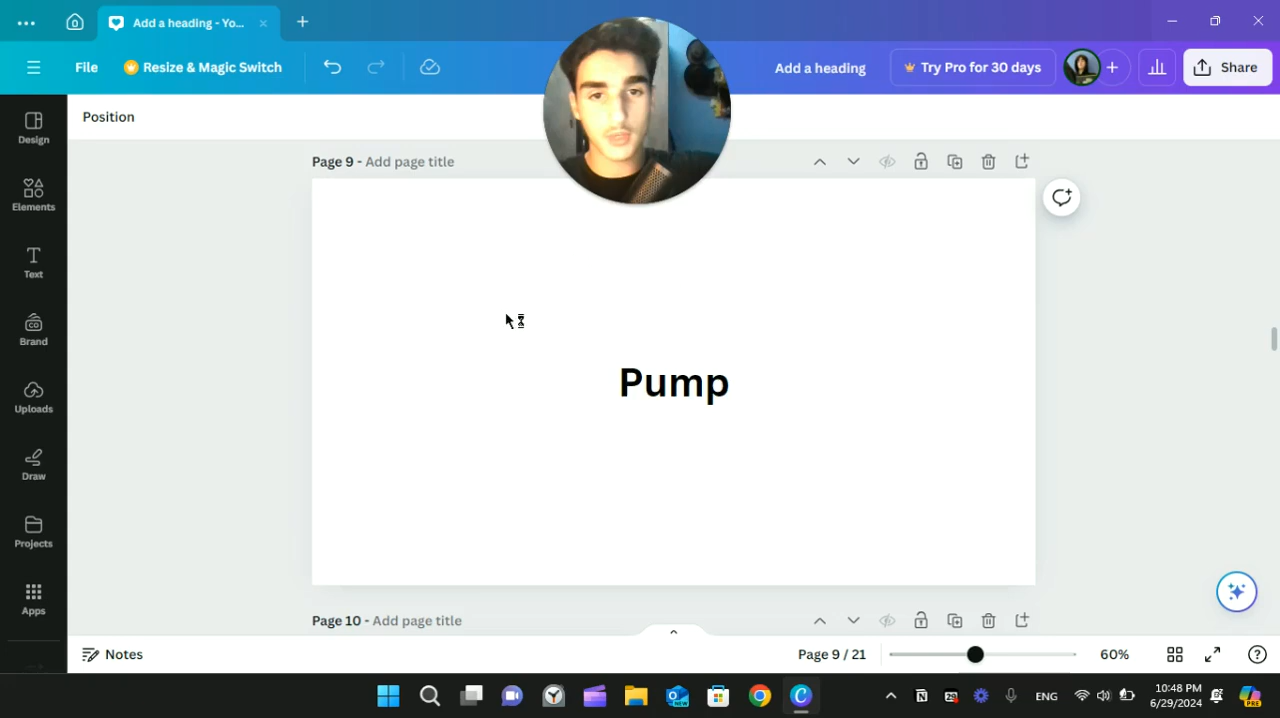 Add a heading - Yo...
File
Resize & Magic Switch
Add a heading
Try Pro for 30 days
Share
Position
Design
Elements
Text
Brand
Uploads
Draw
Projects
Apps
Page 9 - Add page title
Pump
Page 10 - Add page title
Notes
Page 9 / 21
60%
ENG
10:48 PM
6/29/2024